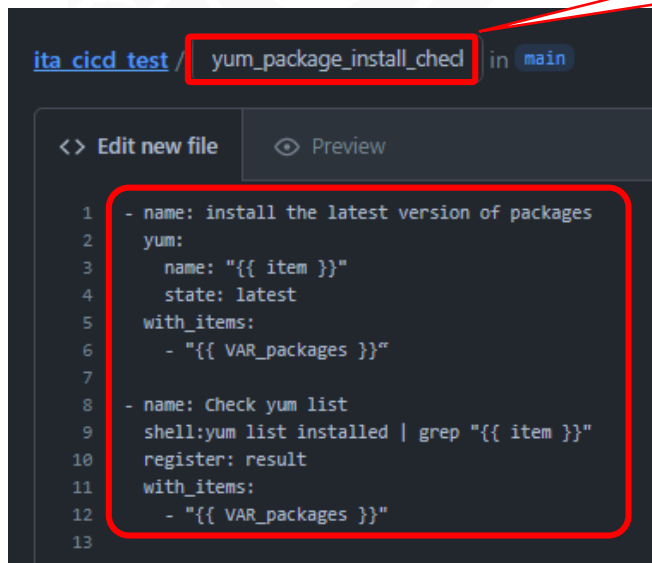 ita_cicd_test / yum_package_install_checl in main
<> Edit new file Preview
1 - name: install the latest version of packages
2 yum:
3 name: "{{ item }}"
4 state: latest
5 with_items:
6 - "{{ VAR_packages }}“
7
8 - name: Check yum list
9 shell:yum list installed | grep "{{ item }}"
10 register: result
11 with_items:
12 - "{{ VAR_packages }}"
13